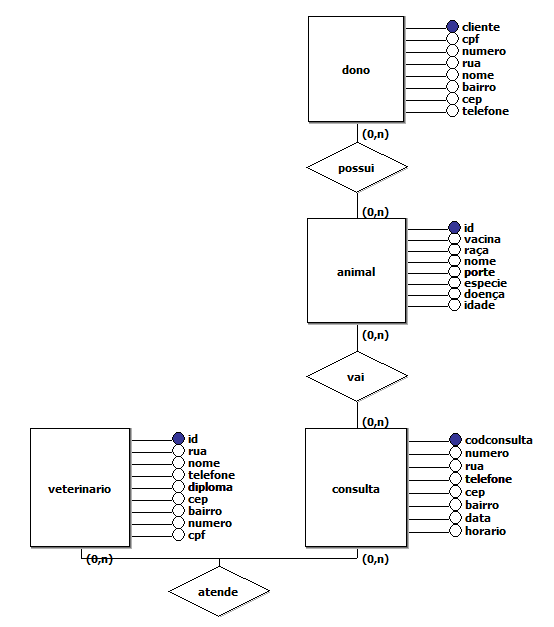 dono
cliente
cpf
numero
rua
nome
bairro
cep
telefone
(0,n)
possui
(0,n)
animal
id
vacina
raça
nome
porte
especie
doença
idade
(0,n)
vai
(0,n)
veterinario
id
rua
nome
telefone
diploma
cep
bairro
numero
cpf
consulta
codconsulta
numero
rua
telefone
cep
bairro
data
horario
(0,n)
(0,n)
atende